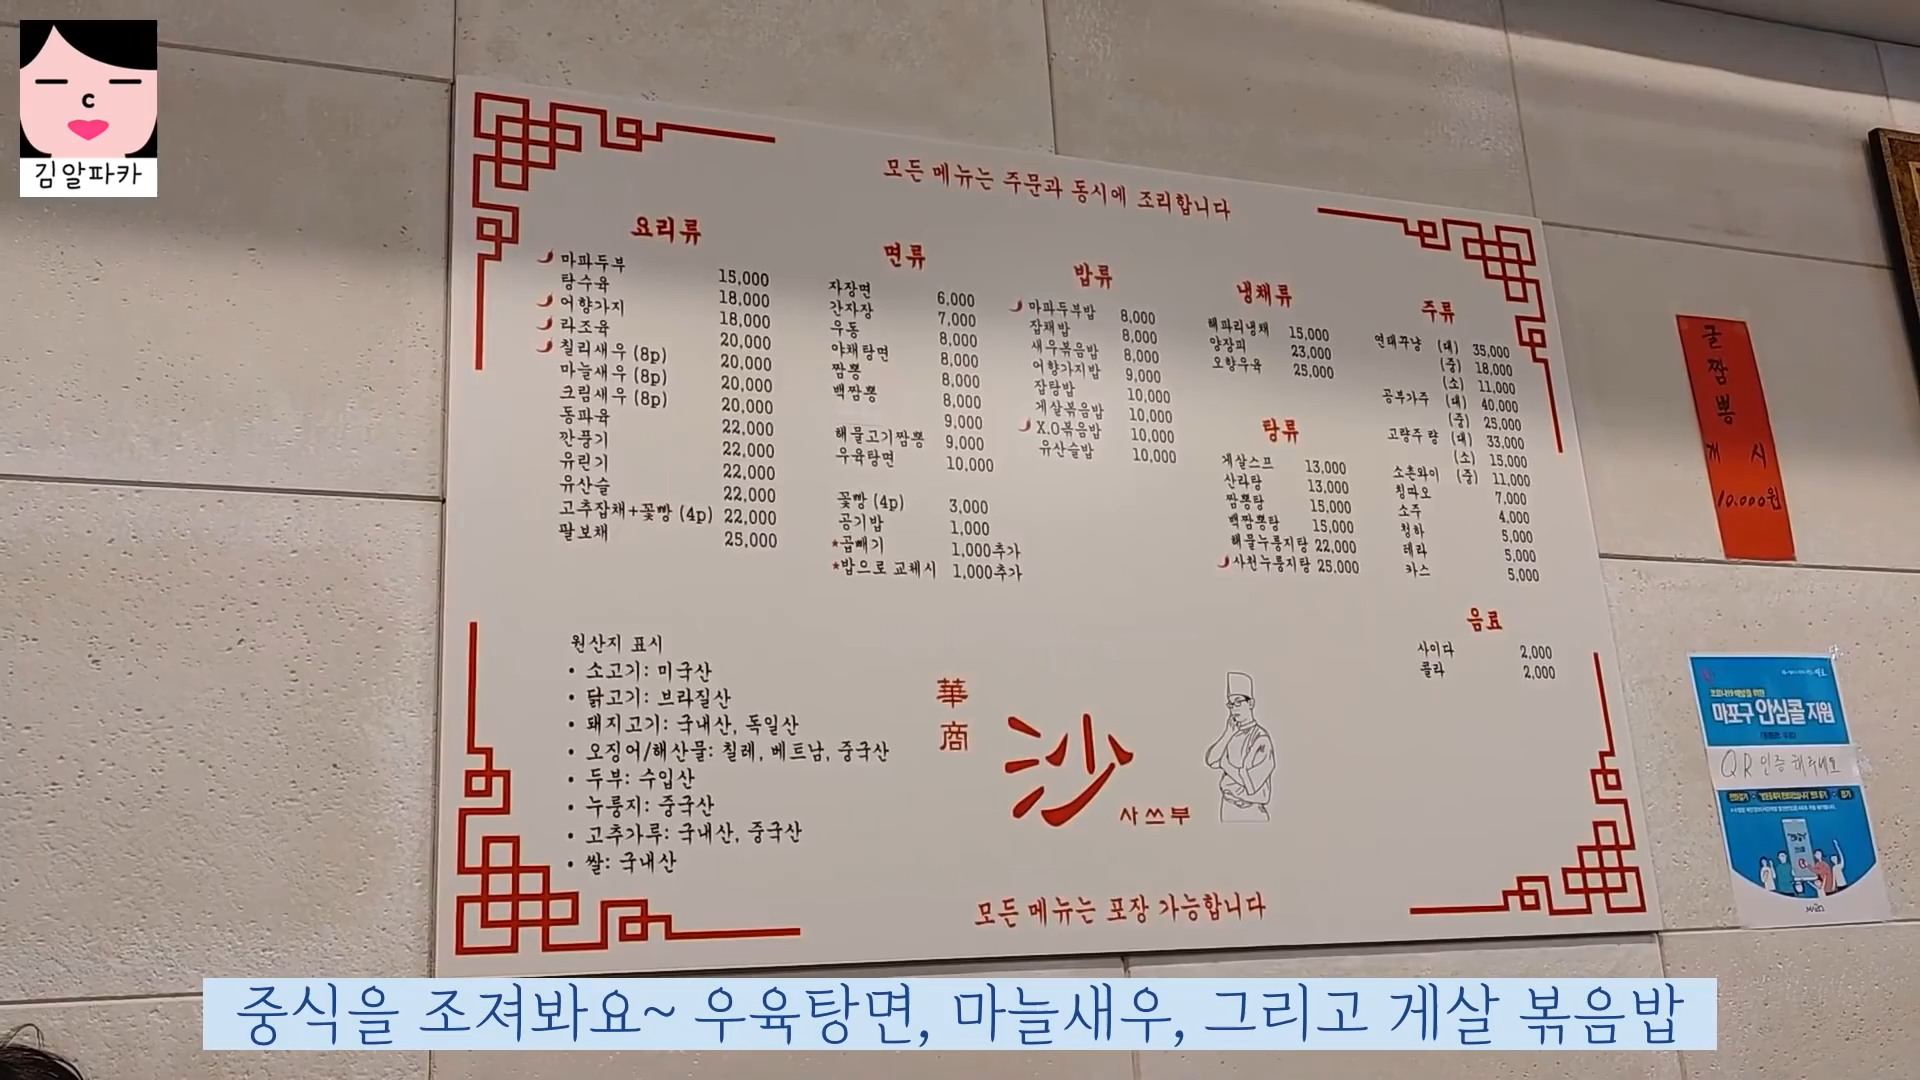 김알파카
모든 메뉴는 주문과 동시에 조리합니다
요리류
마파두부 15,000
탕수육 18,000
어향가지 18,000
라조육 20,000
칠리새우 (8p) 20,000
마늘새우 (8p) 20,000
크림새우 (8p) 20,000
동파육 22,000
깐풍기 22,000
유린기 22,000
유산슬 22,000
고추잡채+꽃빵 (4p) 22,000
팔보채 25,000
면류
자장면 6,000
간자장 7,000
우동 8,000
야채탕면 8,000
짬뽕 8,000
백짬뽕 8,000
9,000
해물고기짬뽕 9,000
우육탕면 10,000
꽃빵 (4p) 3,000
공기밥 1,000
*곱빼기 1,000추가
*밥으로 교체시 1,000추가
밥류
마파두부밥 8,000
잡채밥 8,000
새우볶음밥 8,000
어향가지밥 9,000
잡탕밥 10,000
게살볶음밥 10,000
X.O볶음밥 10,000
유산슬밥 10,000
냉채류
해파리냉채 15,000
양장피 23,000
오향우육 25,000
탕류
게살스프 13,000
산라탕 13,000
짬뽕탕 15,000
백짬뽕탕 15,000
해물누룽지탕 22,000
사천누룽지탕 25,000
주류
연태꾸냥 (대) 35,000
(중) 18,000
(소) 11,000
공부가주 (대) 40,000
(중) 25,000
고량주 량 (대) 33,000
(소) 15,000
소촌와이 (중) 11,000
칭따오 7,000
소주 4,000
청하 5,000
테라 5,000
카스 5,000
음료
사이다 2,000
콜라 2,000
원산지 표시
• 소고기: 미국산
• 닭고기: 브라질산
• 돼지고기: 국내산, 독일산
• 오징어/해산물: 칠레, 베트남, 중국산
• 두부: 수입산
• 누룽지: 중국산
• 고추가루: 국내산, 중국산
• 쌀: 국내산
華商
沙
사쓰부
모든 메뉴는 포장 가능합니다
굴짬뽕
개시
10.000원
코로나19 예방을 위한
마포구 안심콜 지원
QR 인증 해주세요
중식을 조져봐요~ 우육탕면, 마늘새우, 그리고 게살 볶음밥